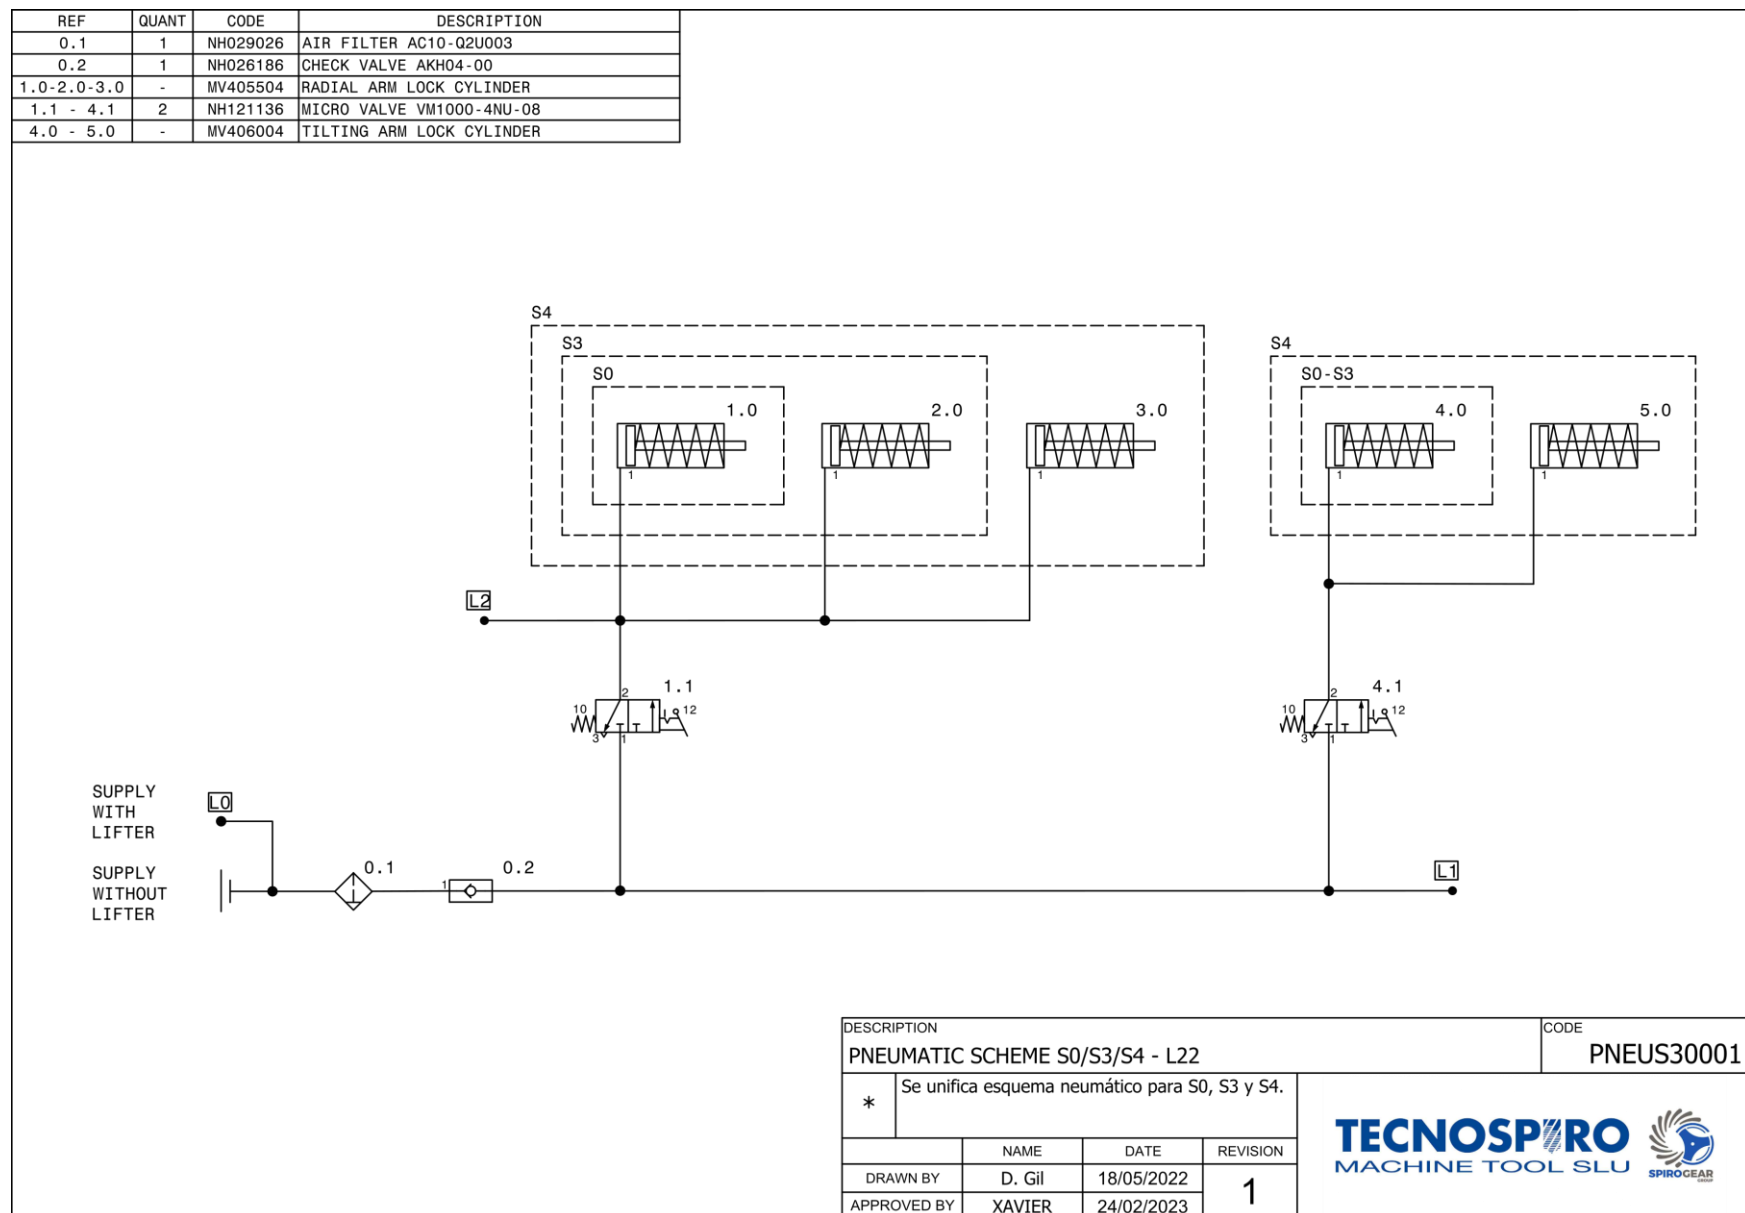 REF QUANT CODE DESCRIPTION
0.1 1 NH029026 AIR FILTER AC10-Q2U003
0.2 1 NH026186 CHECK VALVE AKH04-00
1.0-2.0-3.0 - MV405504 RADIAL ARM LOCK CYLINDER
1.1 - 4.1 2 NH121136 MICRO VALVE VM1000-4NU-08
4.0 - 5.0 - MV406004 TILTING ARM LOCK CYLINDER
S4
S3
S0
1.0
1
2.0
1
3.0
1
S4
S0-S3
4.0
1
5.0
1
L2
1.1
2
10
12
3
1
4.1
2
10
12
3
1
SUPPLY
WITH
LIFTER
L0
SUPPLY
WITHOUT
LIFTER
0.1
1
0.2
L1
DESCRIPTION
PNEUMATIC SCHEME S0/S3/S4 - L22
CODE
PNEUS30001
*
Se unifica esquema neumático para S0, S3 y S4.
NAME DATE REVISION
DRAWN BY D. Gil 18/05/2022 1
APPROVED BY XAVIER 24/02/2023
TECNOSPIRO
MACHINE TOOL SLU
SPIROGEAR
GROUP